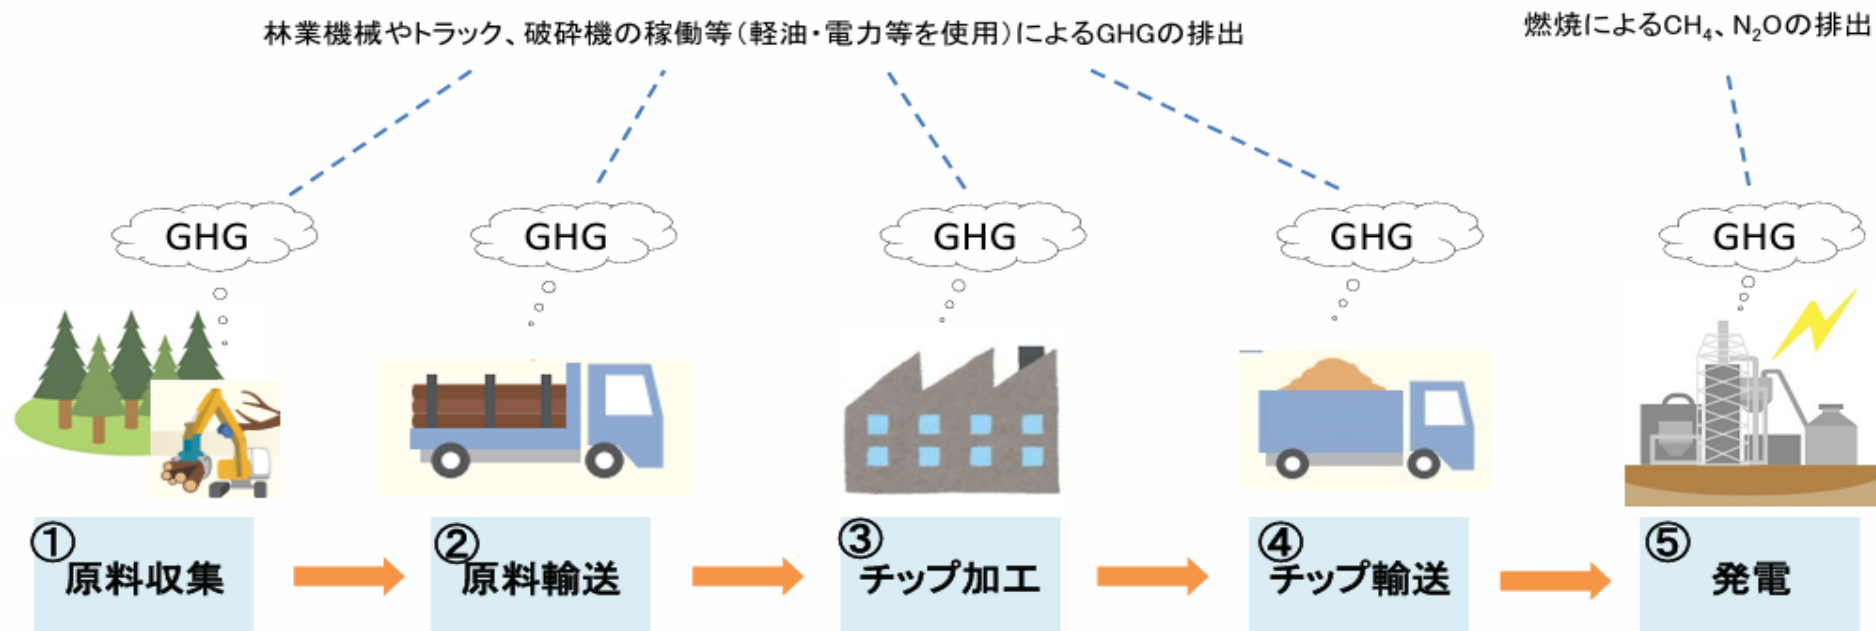 林業機械やトラック、破砕機の稼働等（軽油・電力等を使用）によるGHGの排出
燃焼によるCH₄、N₂Oの排出
GHG
GHG
GHG
GHG
GHG
①
原料収集
②
原料輸送
③
チップ加工
④
チップ輸送
⑤
発電